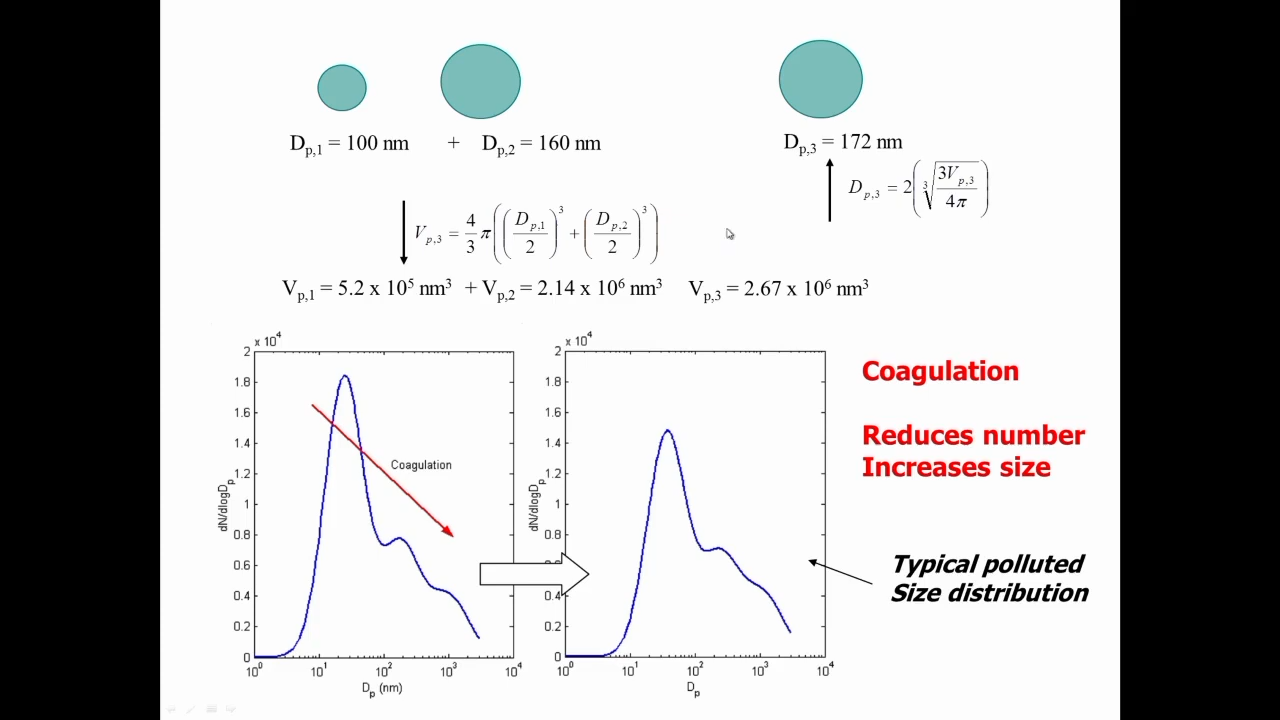 D_p,1 = 100 nm + D_p,2 = 160 nm
D_p,3 = 172 nm
D_p,3 = 2(∛(3V_p,3 / 4π))
V_p,3 = 4/3 π((D_p,1 / 2)³ + (D_p,2 / 2)³)
V_p,1 = 5.2 x 10⁵ nm³ + V_p,2 = 2.14 x 10⁶ nm³ V_p,3 = 2.67 x 10⁶ nm³
x 10⁴
2
1.8
1.6
1.4
1.2
1
0.8
0.6
0.4
0.2
0
10⁰ 10¹ 10² 10³ 10⁴
D_p (nm)
dN/dlogD_p
Coagulation
x 10⁴
2
1.8
1.6
1.4
1.2
1
0.8
0.6
0.4
0.2
0
10⁰ 10¹ 10² 10³ 10⁴
D_p
dN/dlogD_p
Coagulation
Reduces number
Increases size
Typical polluted
Size distribution